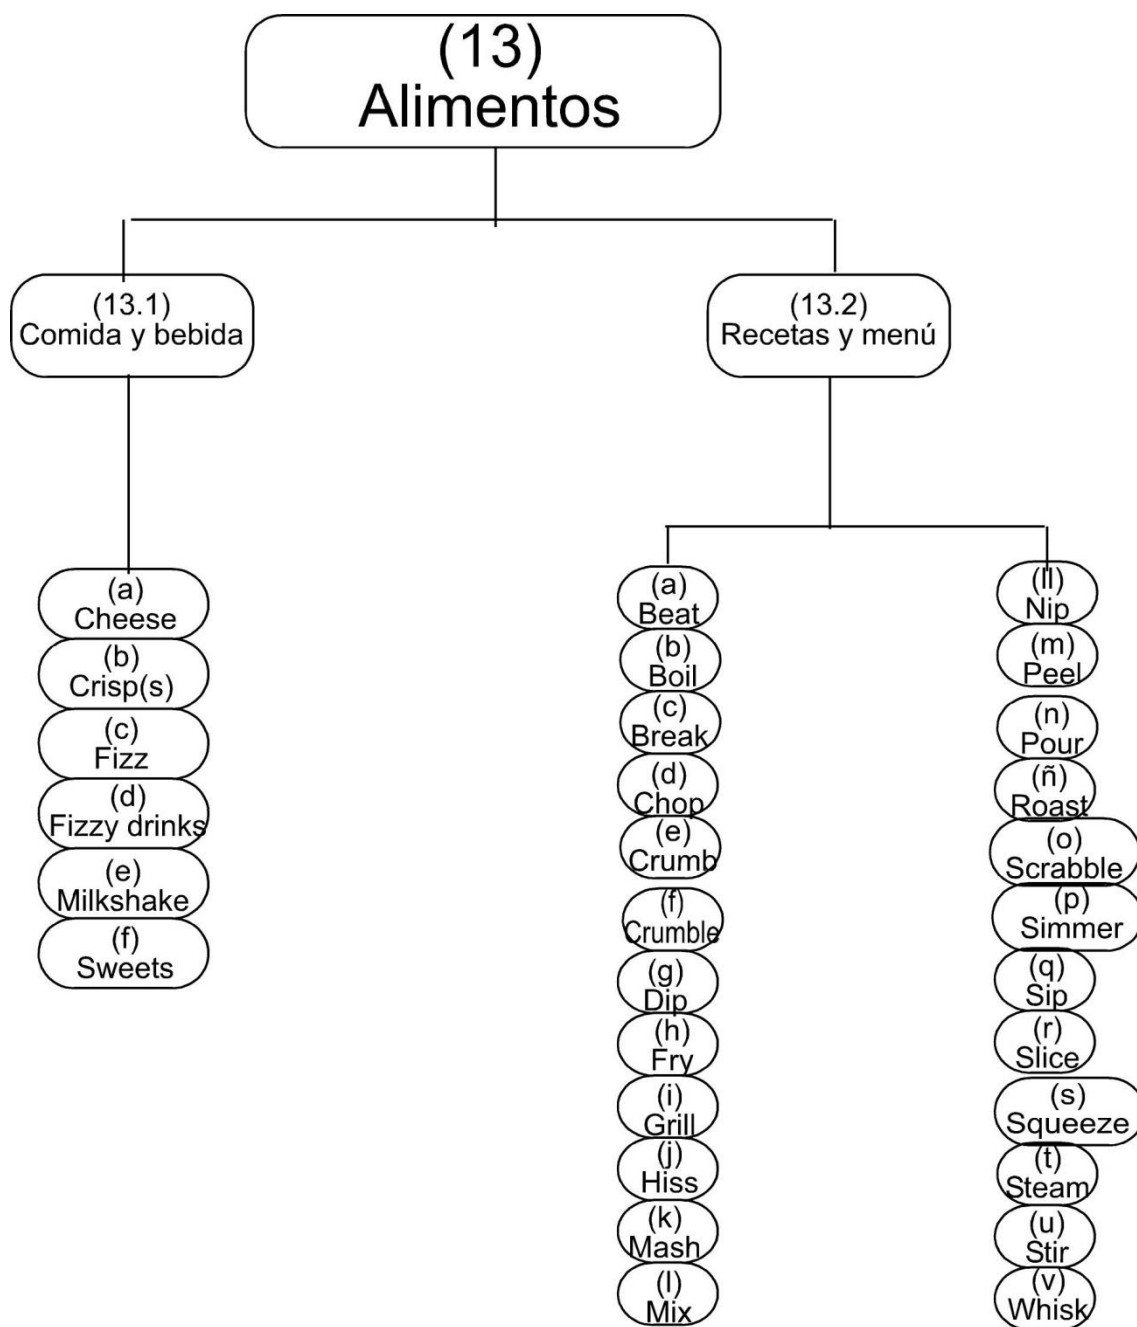 (13)
Alimentos
(13.1)
Comida y bebida
(13.2)
Recetas y menú
(a)
Cheese
(b)
Crisp(s)
(c)
Fizz
(d)
Fizzy drinks
(e)
Milkshake
(f)
Sweets
(a)
Beat
(b)
Boil
(c)
Break
(d)
Chop
(e)
Crumb
(f)
Crumble
(g)
Dip
(h)
Fry
(i)
Grill
(j)
Hiss
(k)
Mash
(l)
Mix
(ll)
Nip
(m)
Peel
(n)
Pour
(ñ)
Roast
(o)
Scrabble
(p)
Simmer
(q)
Sip
(r)
Slice
(s)
Squeeze
(t)
Steam
(u)
Stir
(v)
Whisk